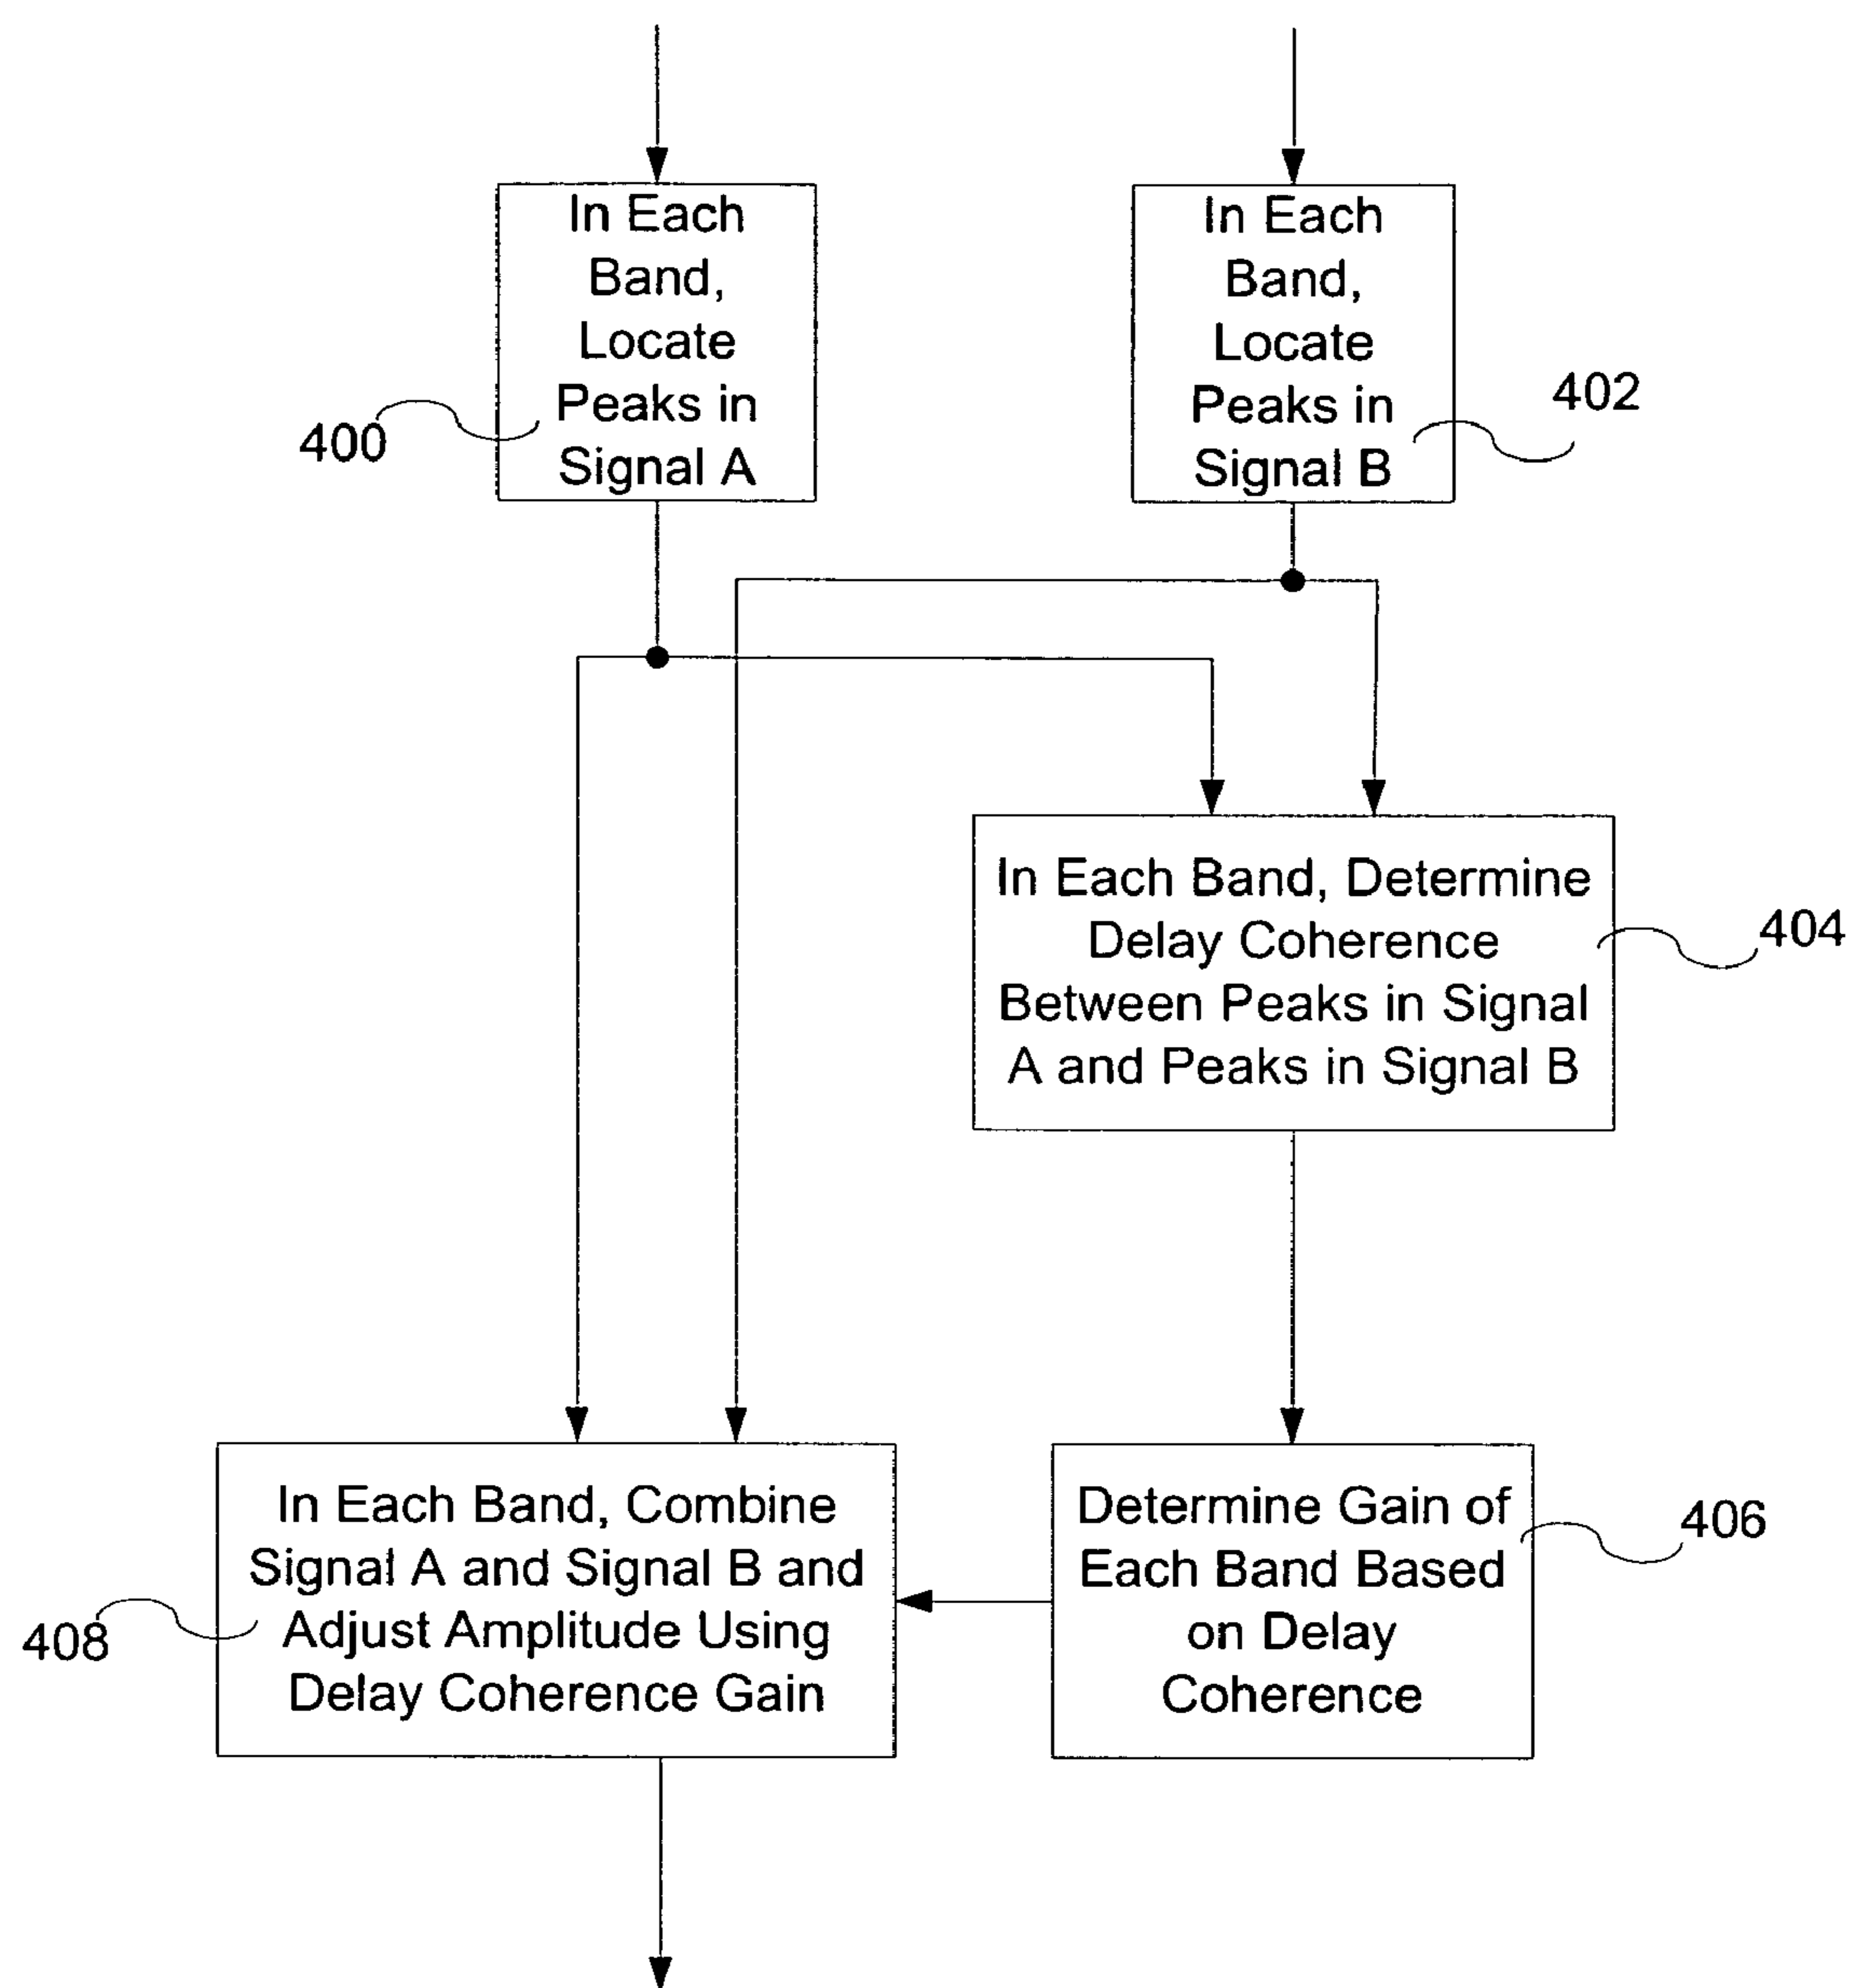 In Each
Band,
Locate
Peaks in
Signal A
400
In Each
Band,
Locate
Peaks in
Signal B
402
In Each Band, Determine
Delay Coherence
Between Peaks in Signal
A and Peaks in Signal B
404
In Each Band, Combine
Signal A and Signal B and
Adjust Amplitude Using
Delay Coherence Gain
408
Determine Gain of
Each Band Based
on Delay
Coherence
406